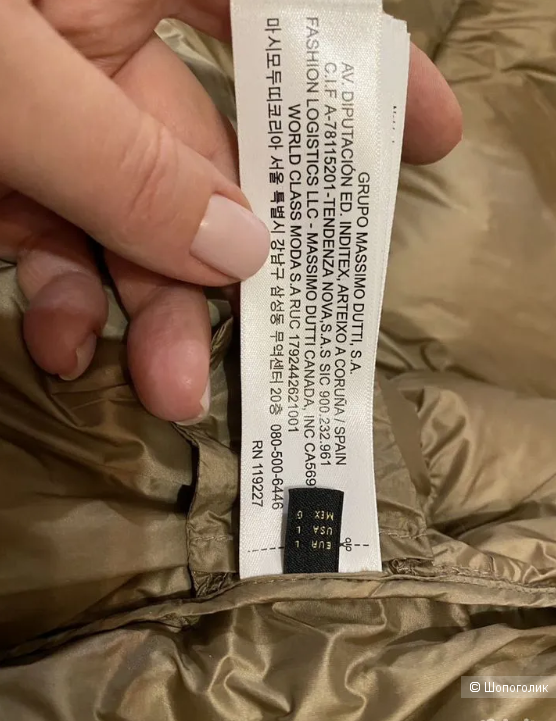 GRUPO MASSIMO DUTTI, S.A.
AV. DIPUTACIÓN ED. INDITEX, ARTEIXO A CORUÑA / SPAIN
C.I.F A-78115201-TENDENZA NOVA,S.A.S SIC 900.232.961
FASHION LOGISTICS LLC - MASSIMO DUTTI CANADA, INC CA569
WORLD CLASS MODA S.A RUC 1792442621001
마시모두띠코리아 서울 특별시 강남구 삼성동 무역센터 20층 080-500-6446
RN 119227
EUR L
USA L
MEX G
© Шопоголик